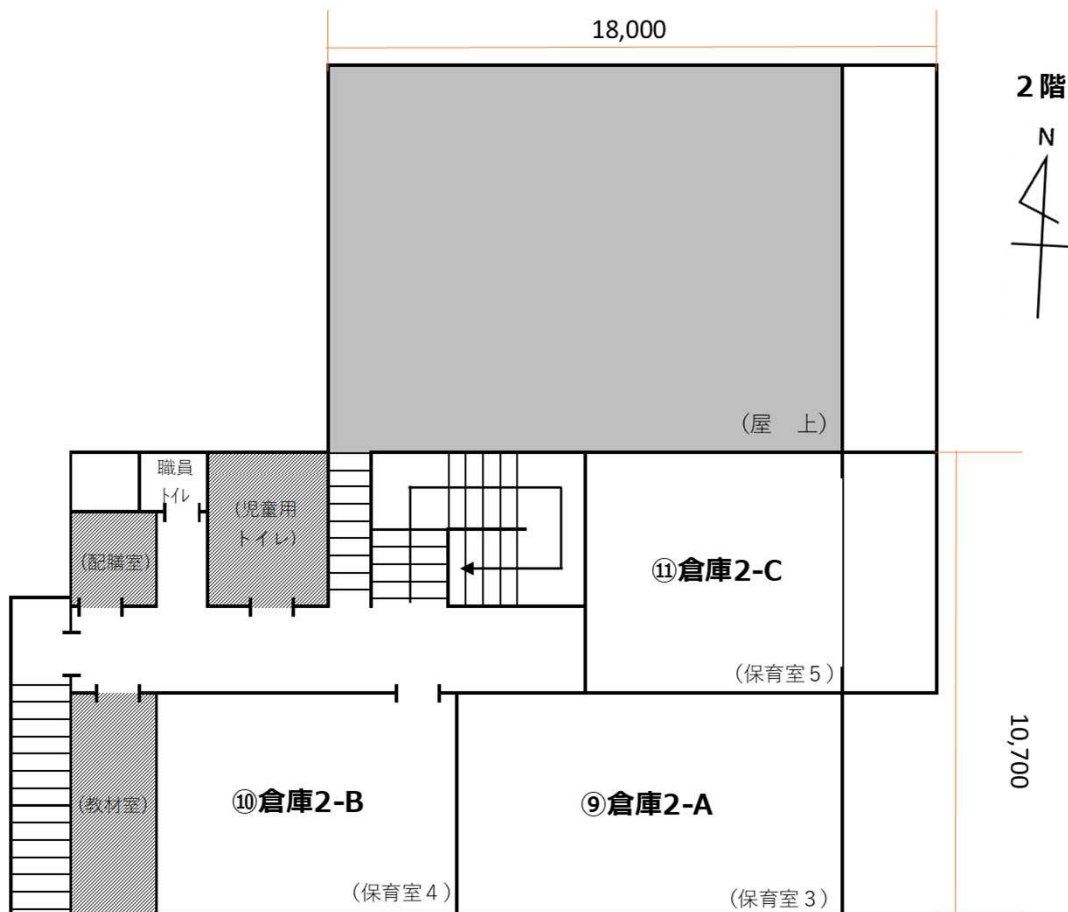 18,000
2階
N
(屋 上)
職員
トイレ
(児童用
トイレ)
(配膳室)
⑪倉庫2-C
(保育室5)
10,700
(教材室)
⑩倉庫2-B
⑨倉庫2-A
(保育室4)
(保育室3)